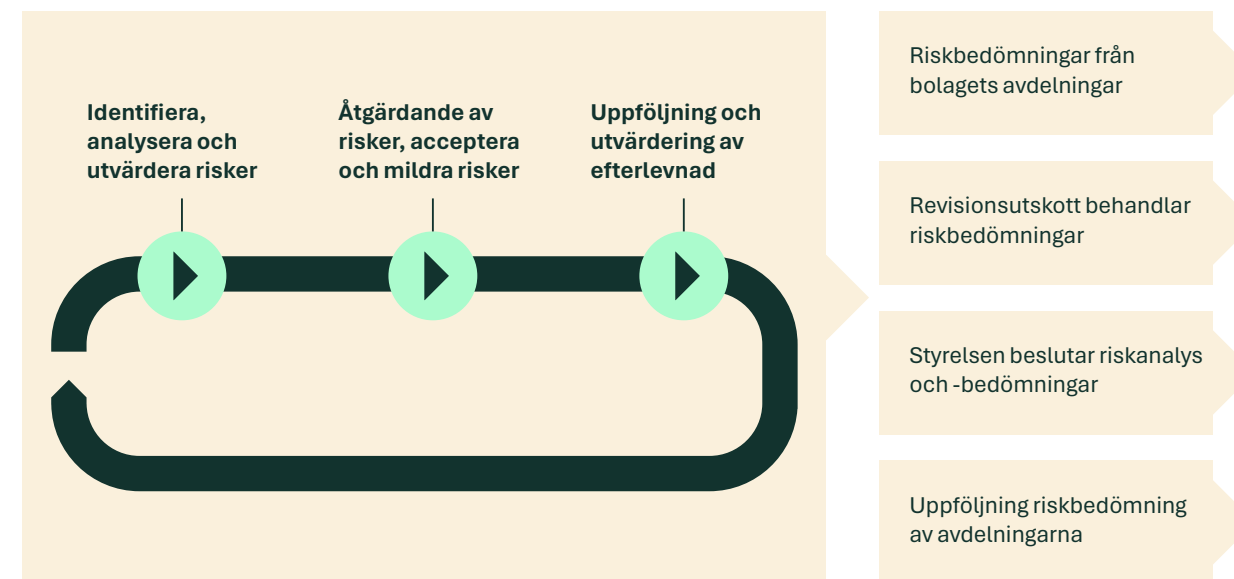 Identifiera,
analysera och
utvärdera risker
Åtgärdande av
risker, acceptera
och mildra risker
Uppföljning och
utvärdering av
efterlevnad
Riskbedömningar från
bolagets avdelningar
Revisionsutskott behandlar
riskbedömningar
Styrelsen beslutar riskanalys
och -bedömningar
Uppföljning riskbedömning
av avdelningarna